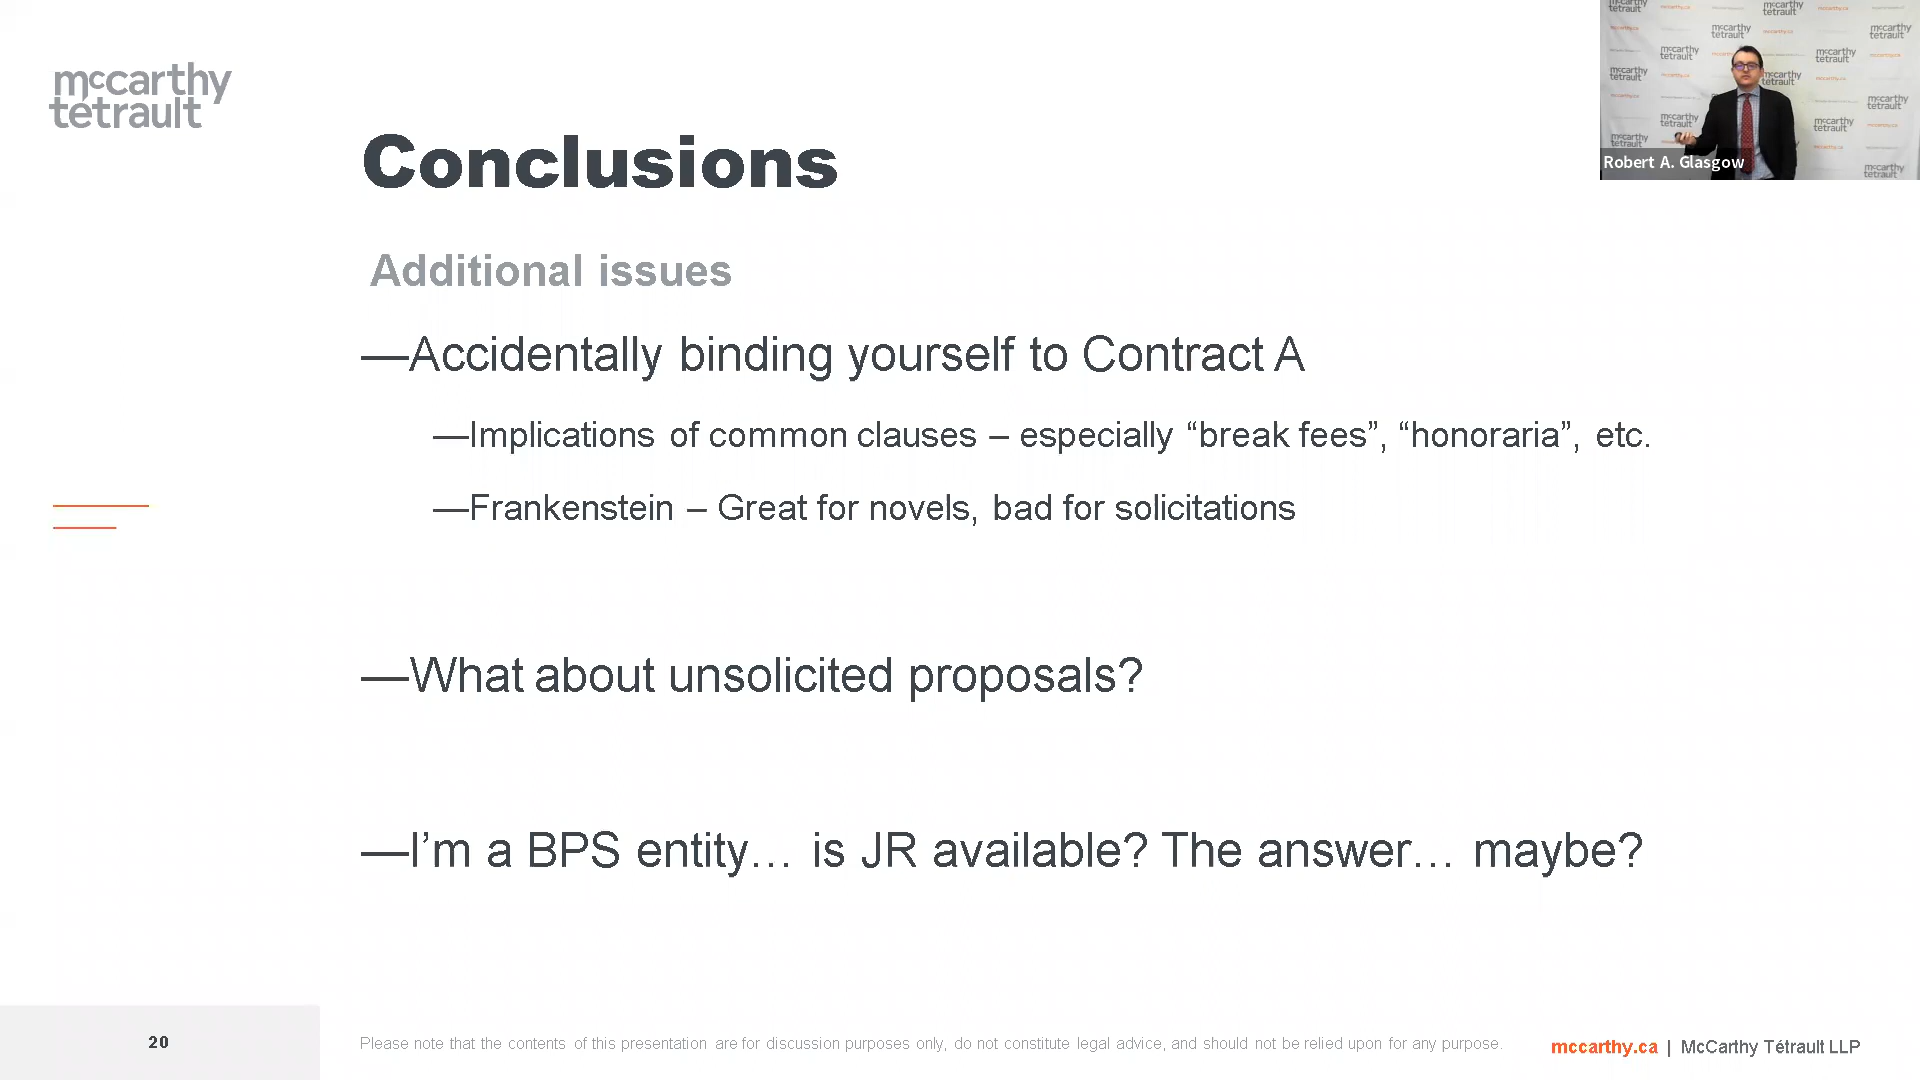 mccarthy
tetrault
Conclusions
Additional issues
—Accidentally binding yourself to Contract A
—Implications of common clauses – especially “break fees”, “honoraria”, etc.
—Frankenstein – Great for novels, bad for solicitations
—What about unsolicited proposals?
—I’m a BPS entity… is JR available? The answer… maybe?
Robert A. Glasgow
20
Please note that the contents of this presentation are for discussion purposes only, do not constitute legal advice, and should not be relied upon for any purpose.
mccarthy.ca | McCarthy Tétrault LLP